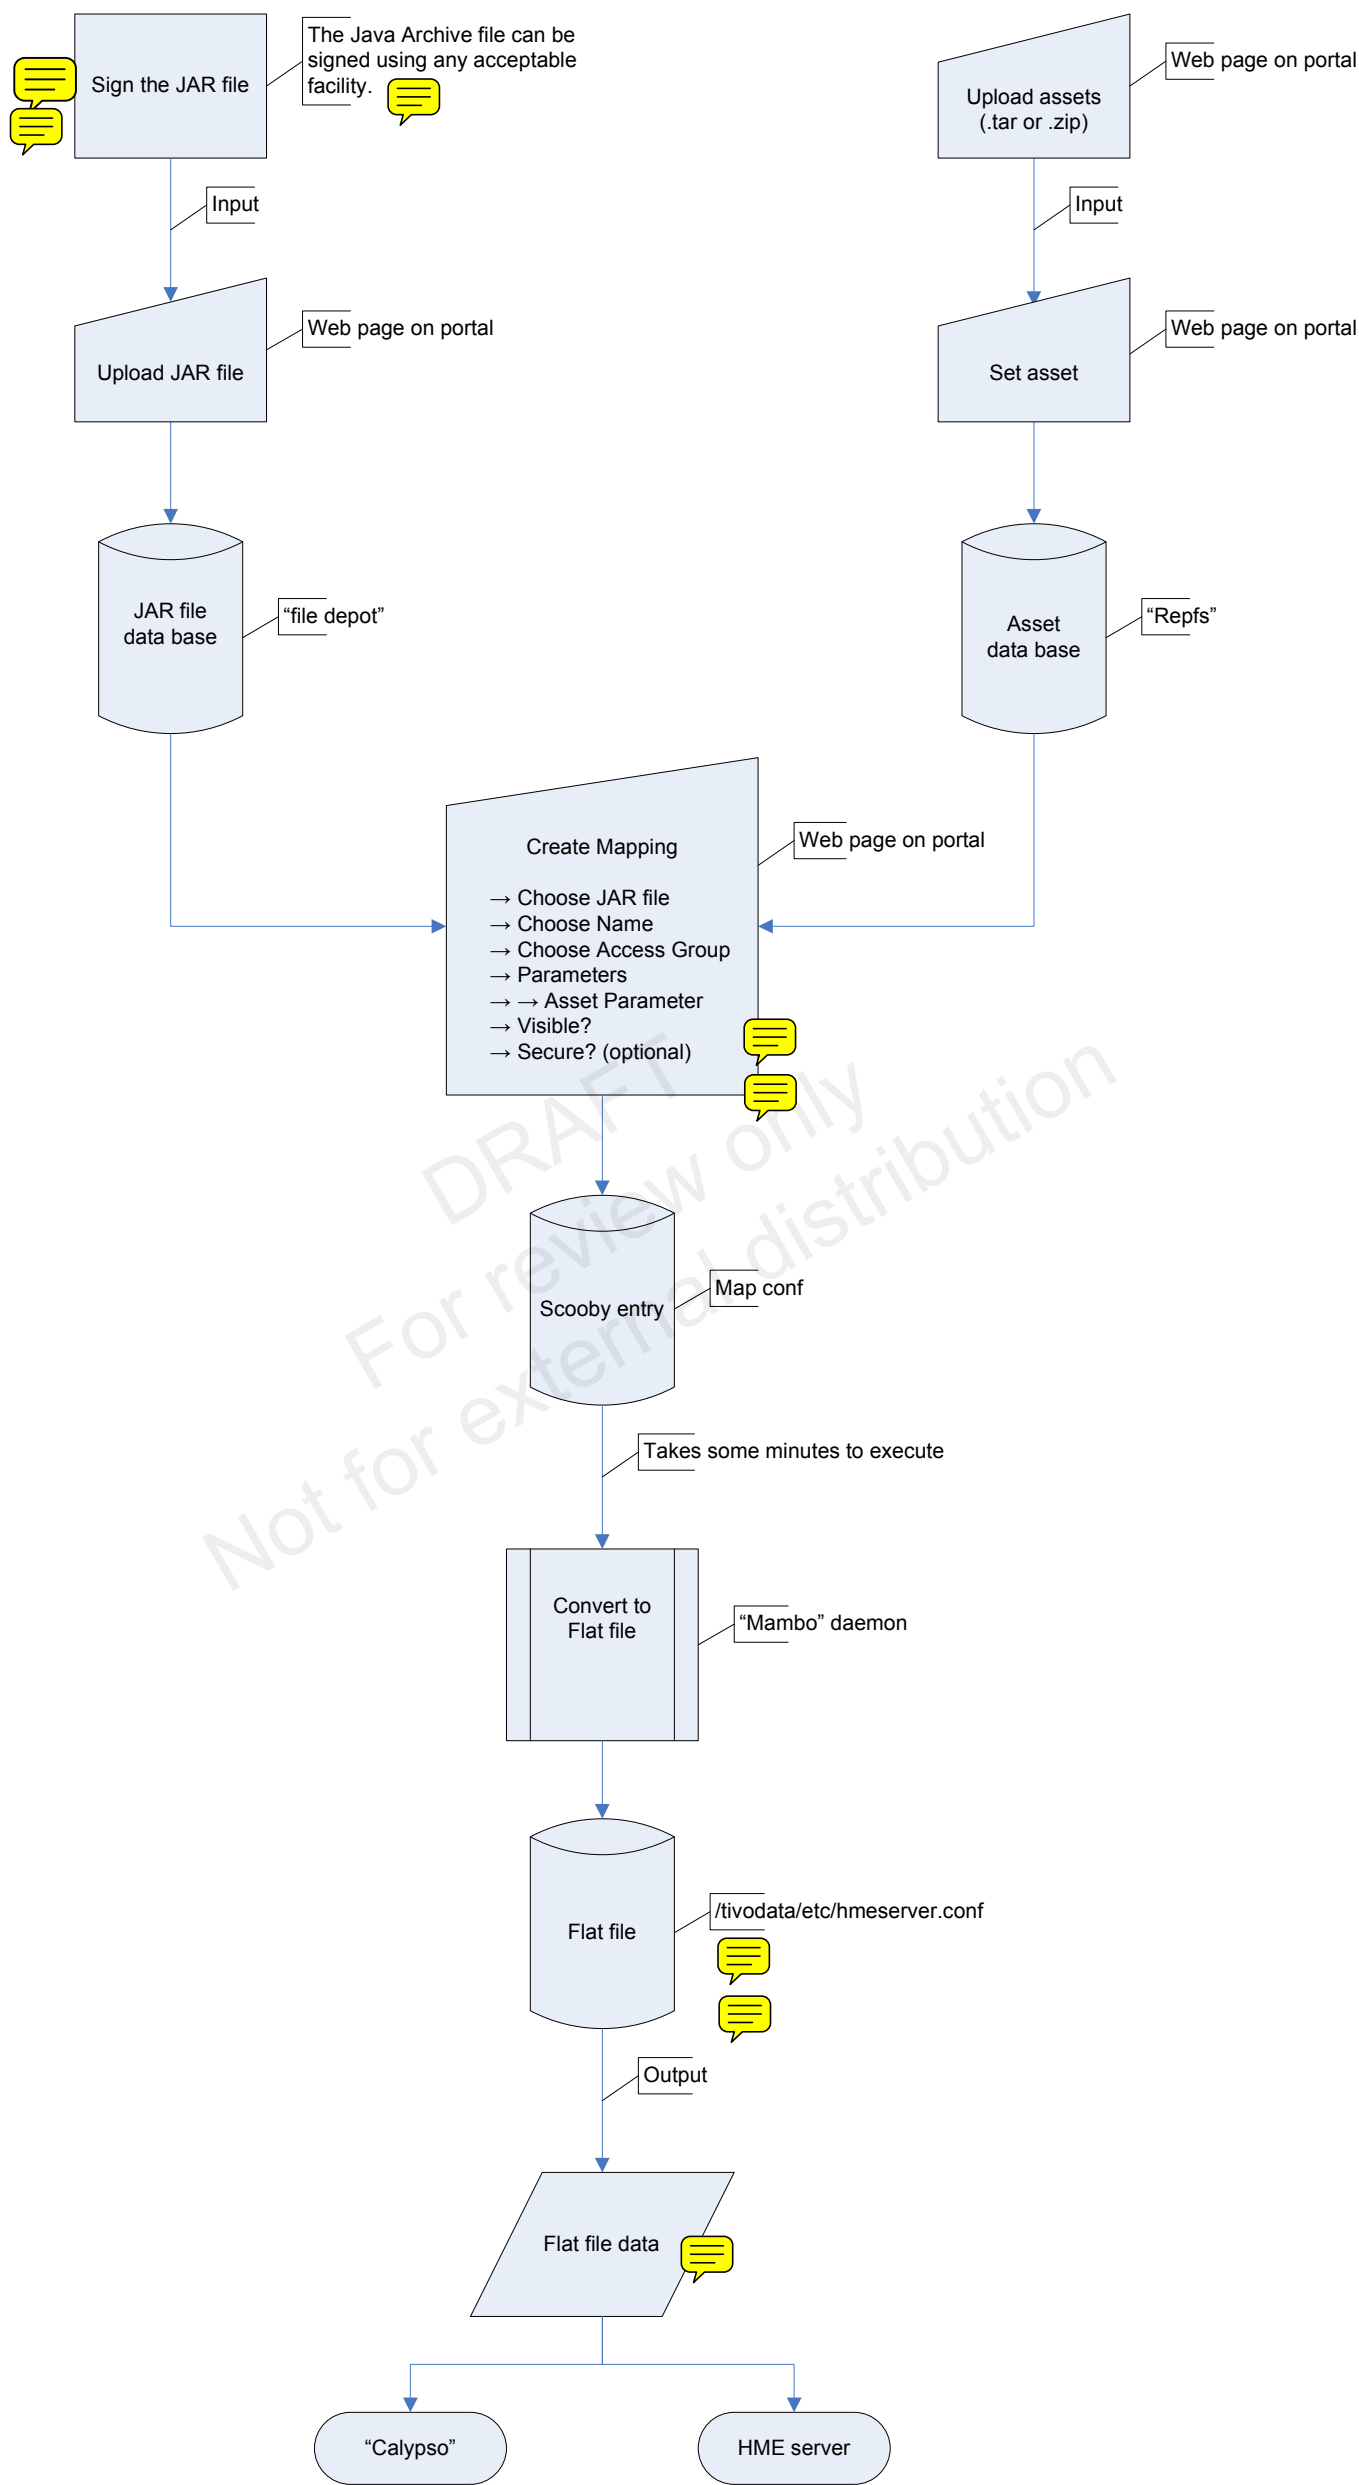 Sign the JAR file
The Java Archive file can be
signed using any acceptable
facility.
Upload assets
(.tar or .zip)
Web page on portal
Input
Input
Upload JAR file
Web page on portal
Set asset
Web page on portal
JAR file
data base
“file depot”
Asset
data base
“Repfs”
Create Mapping
→ Choose JAR file
→ Choose Name
→ Choose Access Group
→ Parameters
→ → Asset Parameter
→ Visible?
→ Secure? (optional)
Web page on portal
DRAFT
For review only
Not for external distribution
Scooby entry
Map conf
Takes some minutes to execute
Convert to
Flat file
“Mambo” daemon
Flat file
/tivodata/etc/hmeserver.conf
Output
Flat file data
“Calypso”
HME server